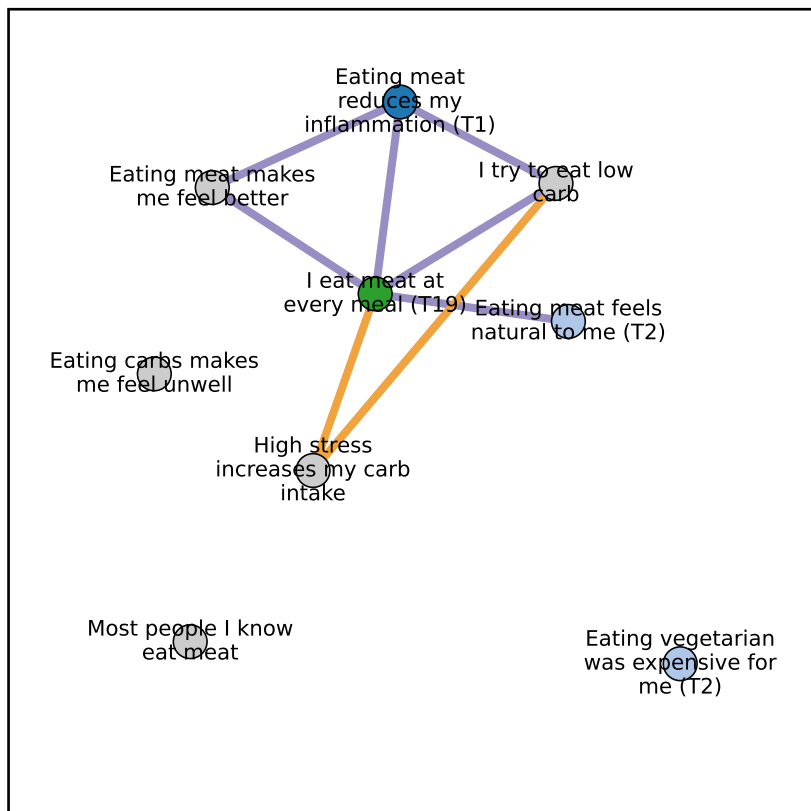 Eating meat
reduces my
inflammation (T1)
Eating meat makes
me feel better
I try to eat low
carb
I eat meat at
every meal (T19)
Eating meat feels
natural to me (T2)
Eating carbs makes
me feel unwell
High stress
increases my carb
intake
Most people I know
eat meat
Eating vegetarian
was expensive for
me (T2)